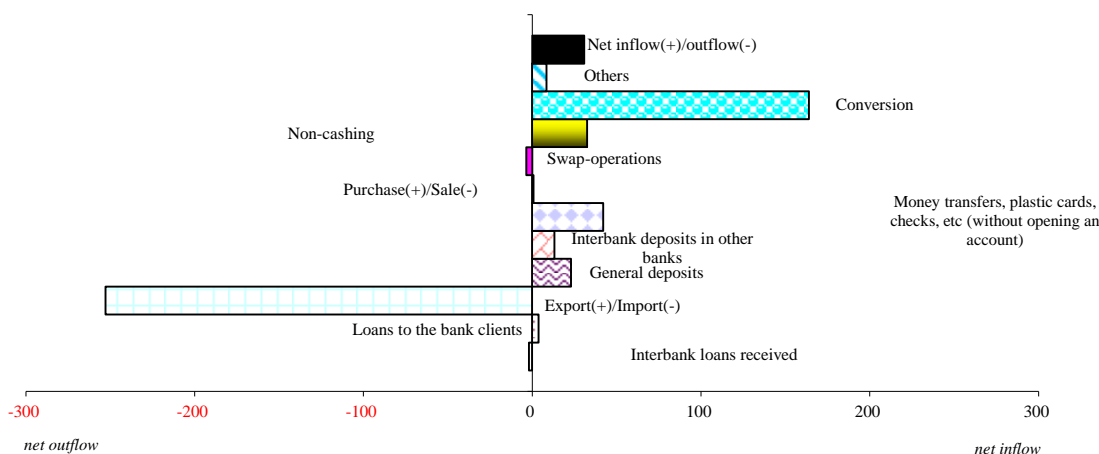 Net inflow(+)/outflow(-)
Others
Conversion
Non-cashing
Swap-operations
Purchase(+)/Sale(-)
Money transfers, plastic cards,
checks, etc (without opening an
account)
Interbank deposits in other
banks
General deposits
Export(+)/Import(-)
Loans to the bank clients
Interbank loans received
-300
-200
-100
0
100
200
300
net outflow
net inflow